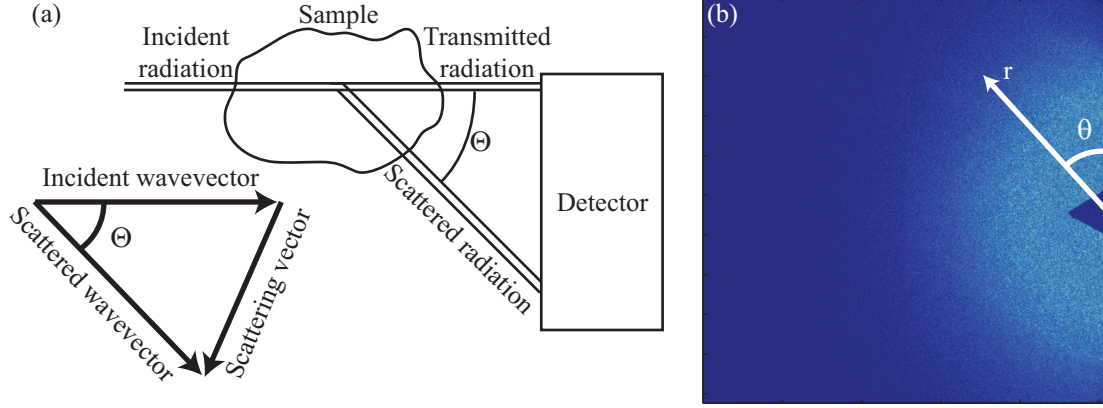 (a)
Sample
Incident
radiation
Transmitted
radiation
Θ
Scattered radiation
Detector
Incident wavevector
Θ
Scattered wavevector
Scattering vector
(b)
r
θ